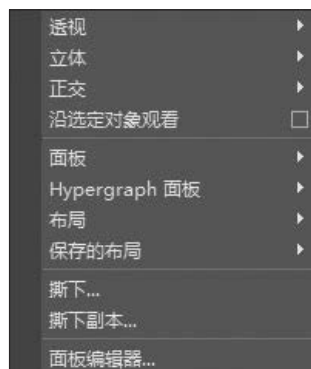 透视
立体
正交
沿选定对象观看
面板
Hypergraph 面板
布局
保存的布局
撕下...
撕下副本...
面板编辑器...